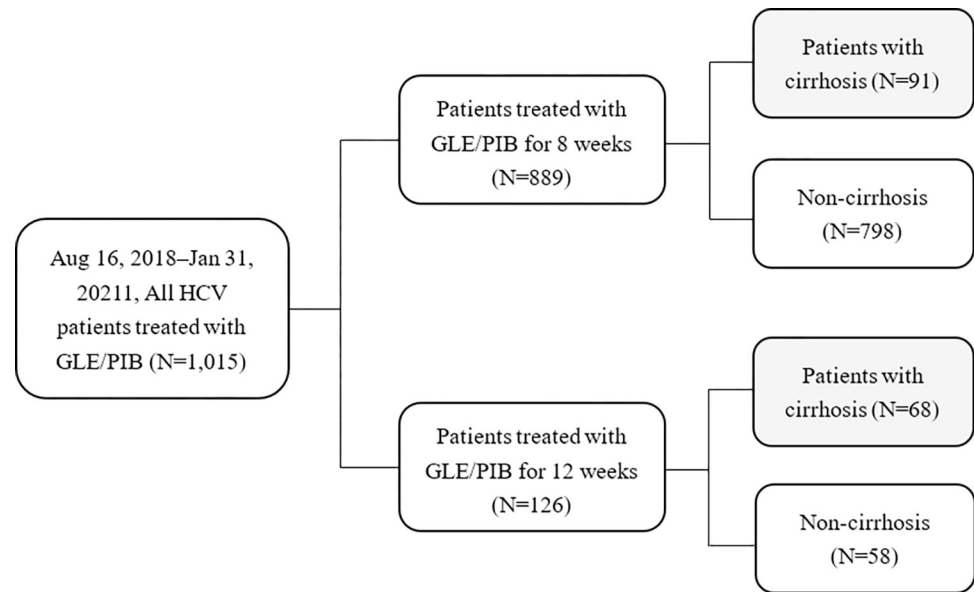 Aug 16, 2018–Jan 31,
20211, All HCV
patients treated with
GLE/PIB (N=1,015)
Patients treated with
GLE/PIB for 8 weeks
(N=889)
Patients with
cirrhosis (N=91)
Non-cirrhosis
(N=798)
Patients treated with
GLE/PIB for 12 weeks
(N=126)
Patients with
cirrhosis (N=68)
Non-cirrhosis
(N=58)